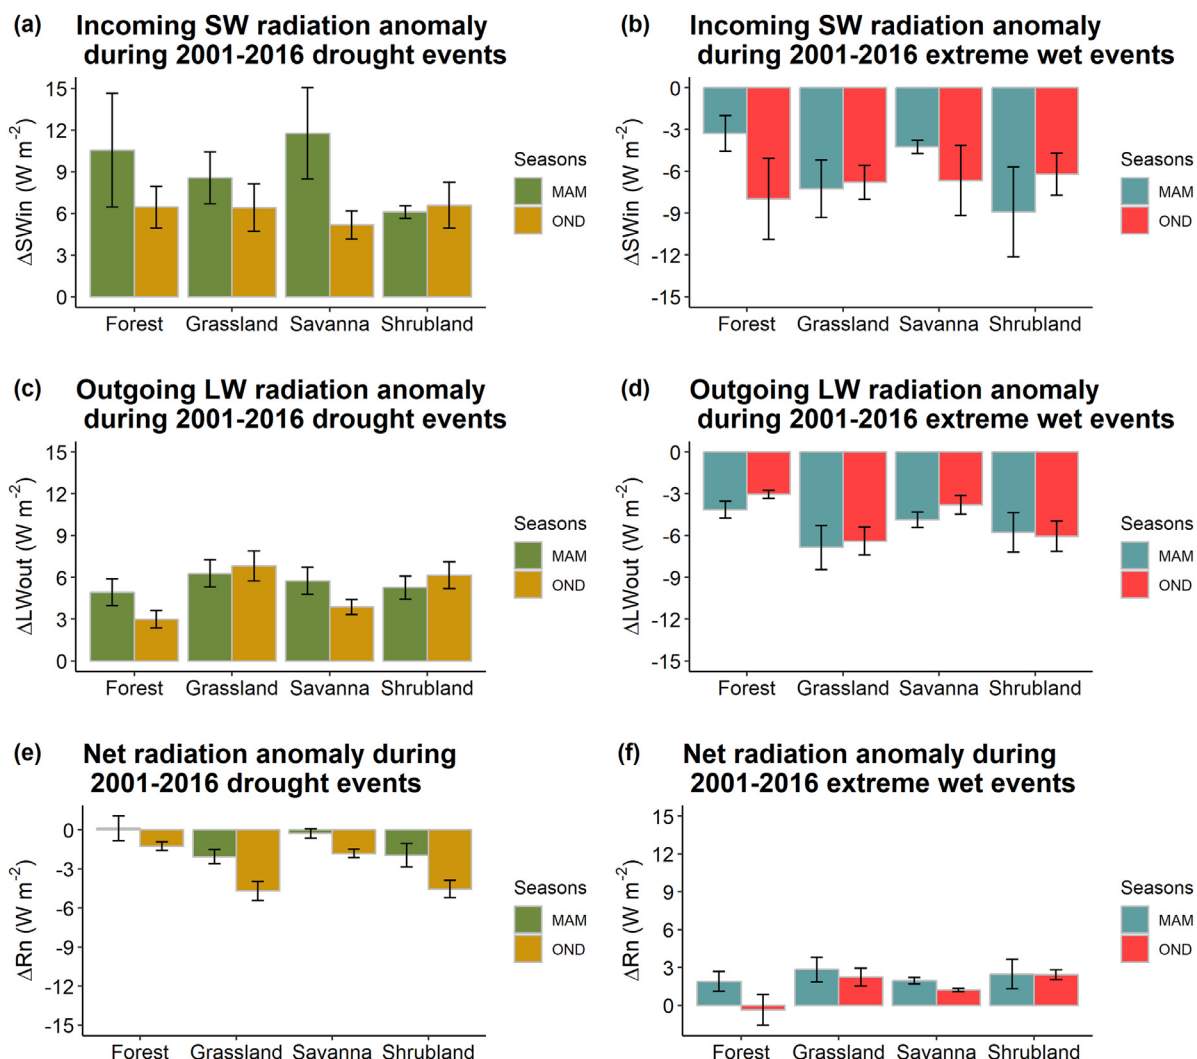 (a) Incoming SW radiation anomaly
during 2001-2016 drought events
15
12
9
6
3
0
ΔSWin (W m⁻²)
Forest Grassland Savanna Shrubland
Seasons
MAM
OND
(b) Incoming SW radiation anomaly
during 2001-2016 extreme wet events
0
-3
-6
-9
-12
-15
ΔSWin (W m⁻²)
Forest Grassland Savanna Shrubland
Seasons
MAM
OND
(c) Outgoing LW radiation anomaly
during 2001-2016 drought events
15
12
9
6
3
0
ΔLWout (W m⁻²)
Forest Grassland Savanna Shrubland
Seasons
MAM
OND
(d) Outgoing LW radiation anomaly
during 2001-2016 extreme wet events
0
-3
-6
-9
-12
-15
ΔLWout (W m⁻²)
Forest Grassland Savanna Shrubland
Seasons
MAM
OND
(e) Net radiation anomaly during
2001-2016 drought events
0
-3
-6
-9
-12
-15
ΔRn (W m⁻²)
Forest Grassland Savanna Shrubland
Seasons
MAM
OND
(f) Net radiation anomaly during
2001-2016 extreme wet events
15
12
9
6
3
0
ΔRn (W m⁻²)
Forest Grassland Savanna Shrubland
Seasons
MAM
OND